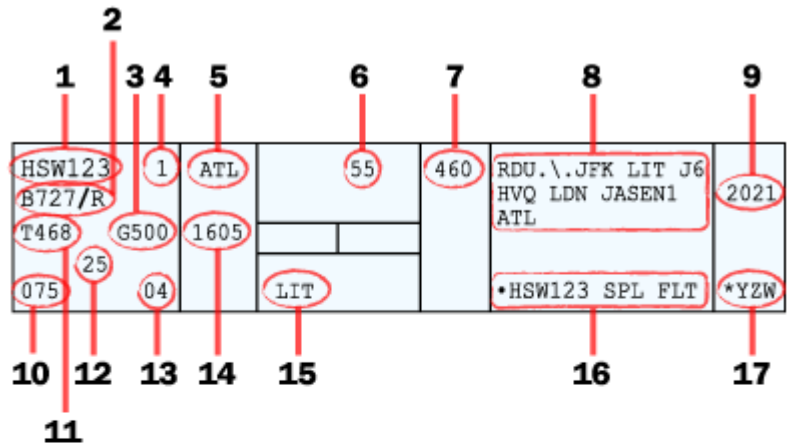 2
1 3 4 5 6 7 8 9
HSW123 1 ATL 55 460 RDU.\.JFK LIT J6
B727/R HVQ LDN JASEN1 2021
ATL
T468 G500 1605
25
075 04 LIT •HSW123 SPL FLT *YZW
10 12 13 14 15 16 17
11